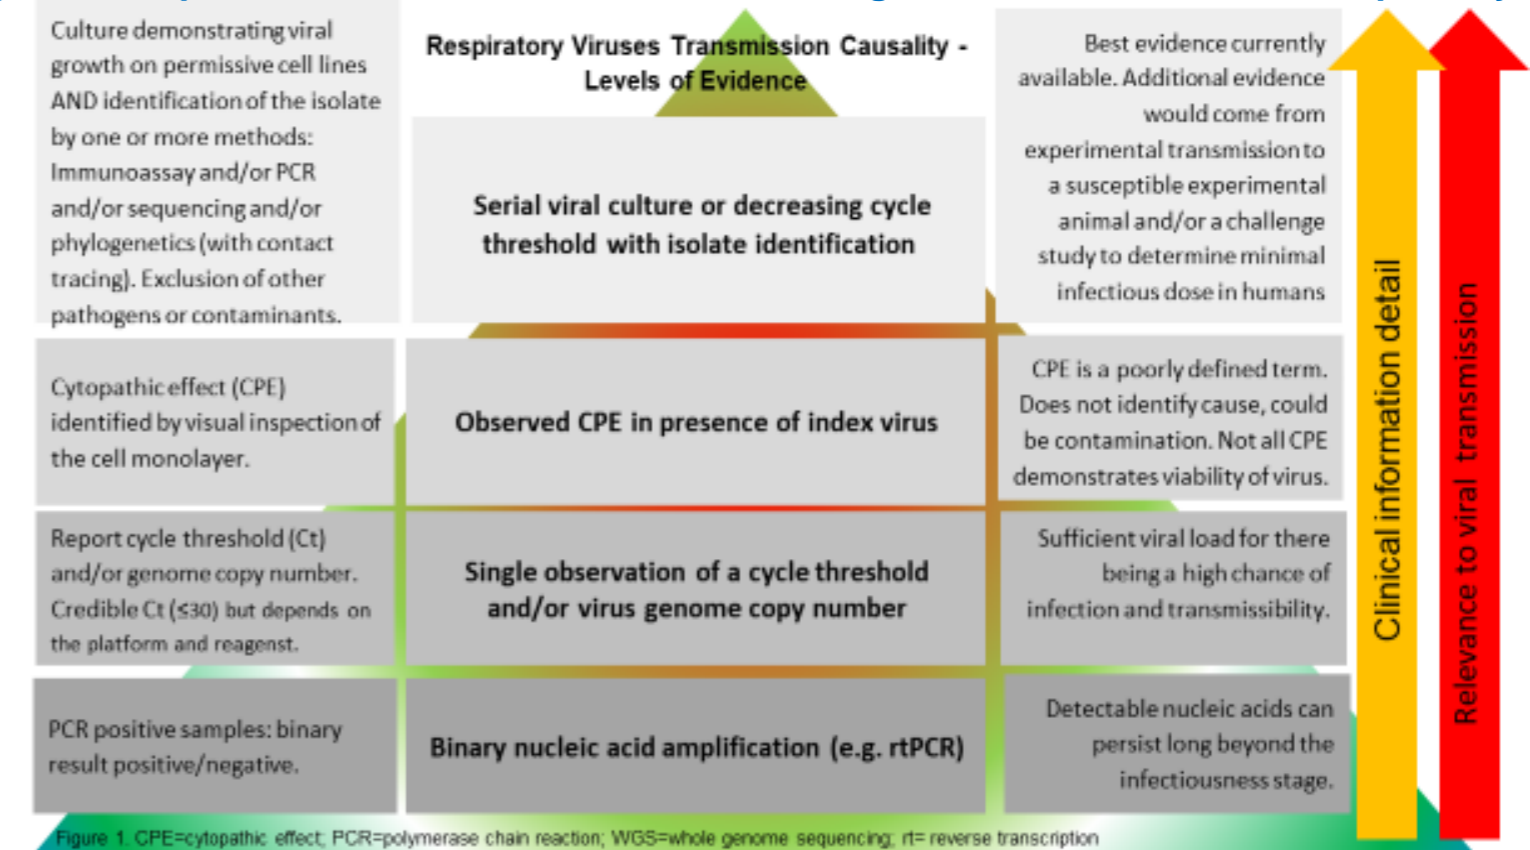 Respiratory Viruses Transmission Causality -
Levels of Evidence
Culture demonstrating viral
growth on permissive cell lines
AND identification of the isolate
by one or more methods:
Immunoassay and/or PCR
and/or sequencing and/or
phylogenetics (with contact
tracing). Exclusion of other
pathogens or contaminants.
Serial viral culture or decreasing cycle
threshold with isolate identification
Best evidence currently
available. Additional evidence
would come from
experimental transmission to
a susceptible experimental
animal and/or a challenge
study to determine minimal
infectious dose in humans
Cytopathic effect (CPE)
identified by visual inspection of
the cell monolayer.
Observed CPE in presence of index virus
CPE is a poorly defined term.
Does not identify cause, could
be contamination. Not all CPE
demonstrates viability of virus.
Report cycle threshold (Ct)
and/or genome copy number.
Credible Ct (≤30) but depends on
the platform and reagenst.
Single observation of a cycle threshold
and/or virus genome copy number
Sufficient viral load for there
being a high chance of
infection and transmissibility.
PCR positive samples: binary
result positive/negative.
Binary nucleic acid amplification (e.g. rtPCR)
Detectable nucleic acids can
persist long beyond the
infectiousness stage.
Clinical information detail
Relevance to viral transmission
Figure 1. CPE=cytopathic effect; PCR=polymerase chain reaction; WGS=whole genome sequencing; rt= reverse transcription